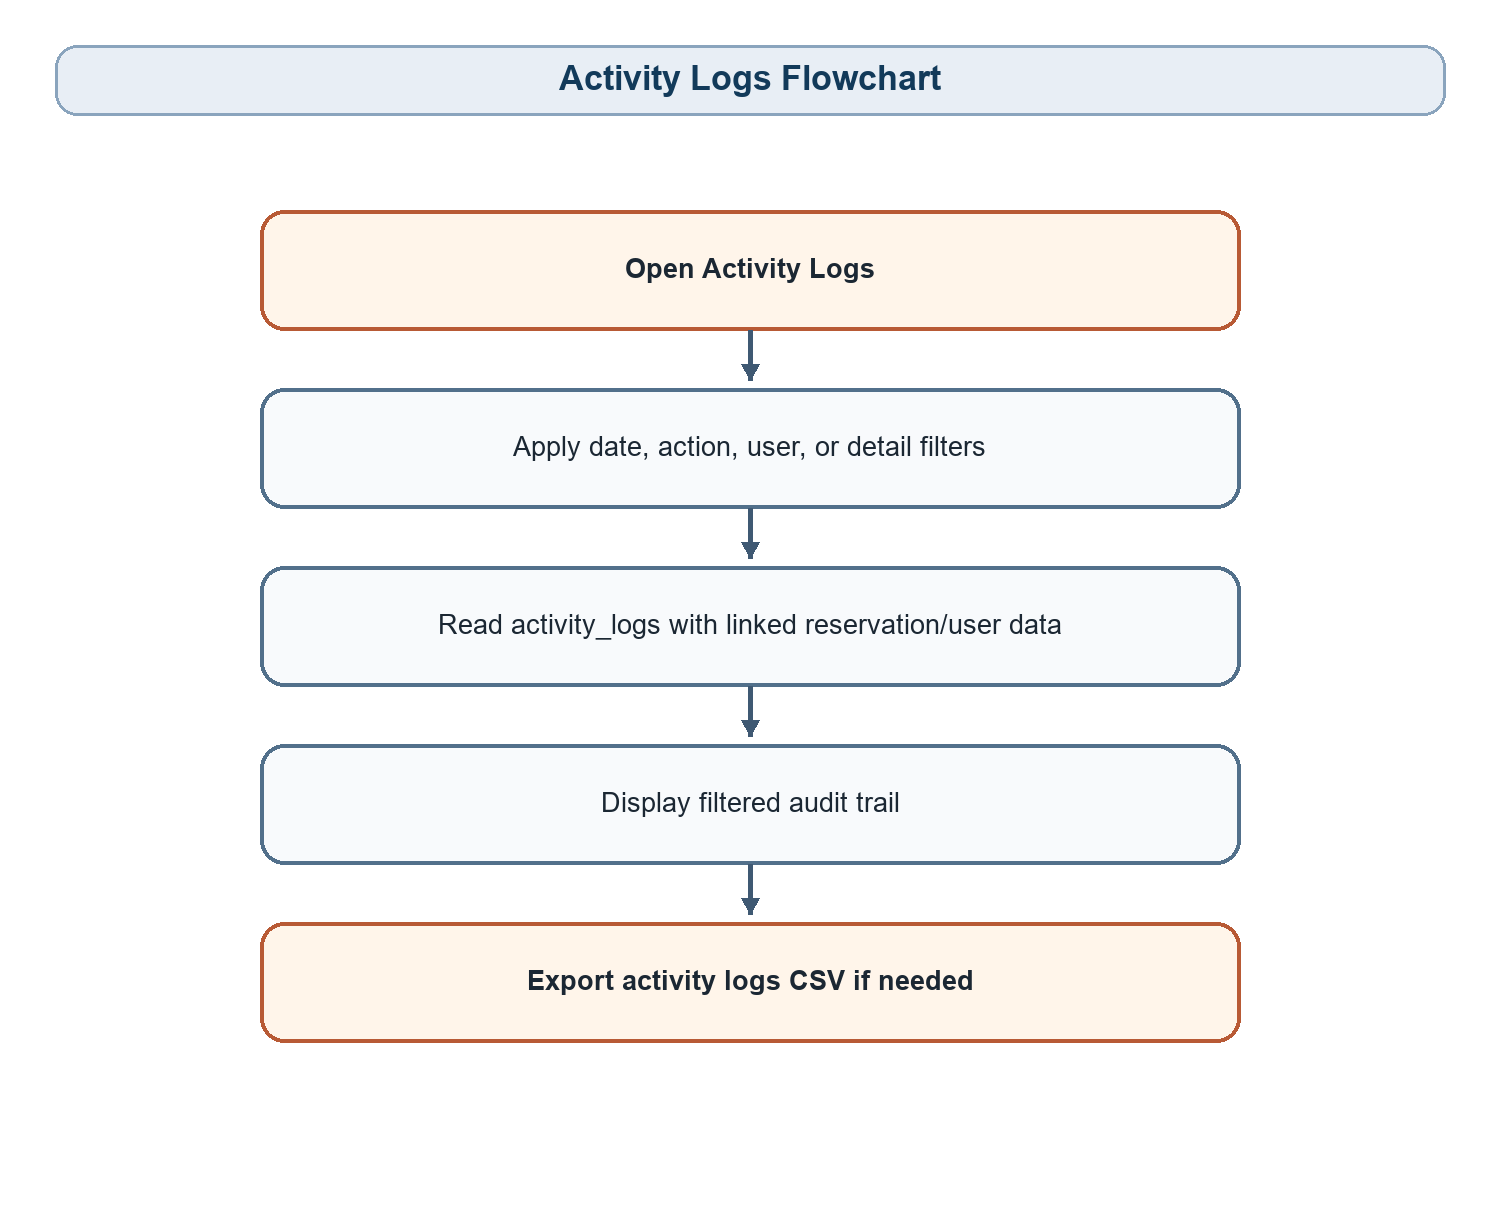 Activity Logs Flowchart
Open Activity Logs
Apply date, action, user, or detail filters
Read activity_logs with linked reservation/user data
Display filtered audit trail
Export activity logs CSV if needed